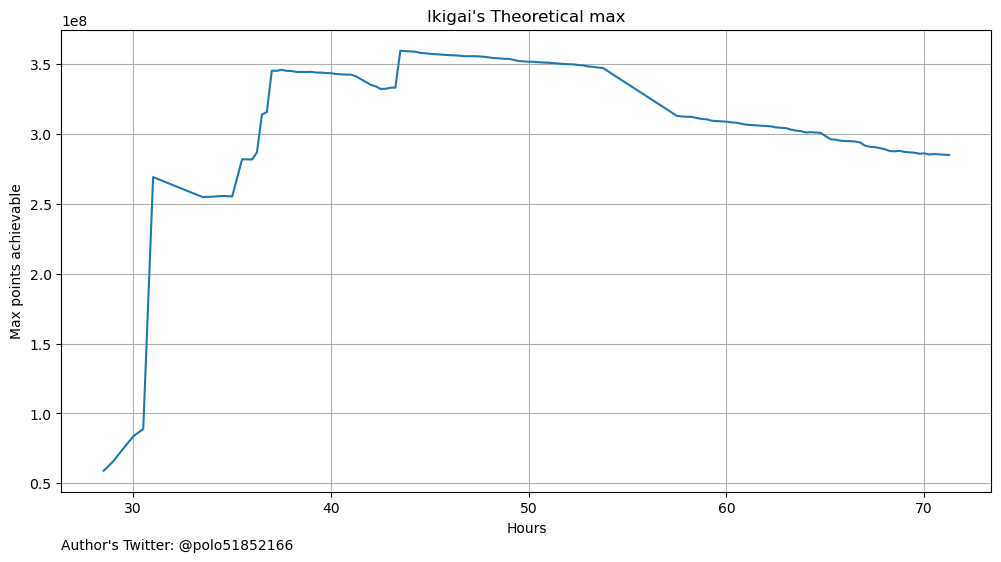 Ikigai's Theoretical max
1e8
3.5
3.0
2.5
2.0
1.5
1.0
0.5
Max points achievable
30 40 50 60 70
Hours
Author's Twitter: @polo51852166